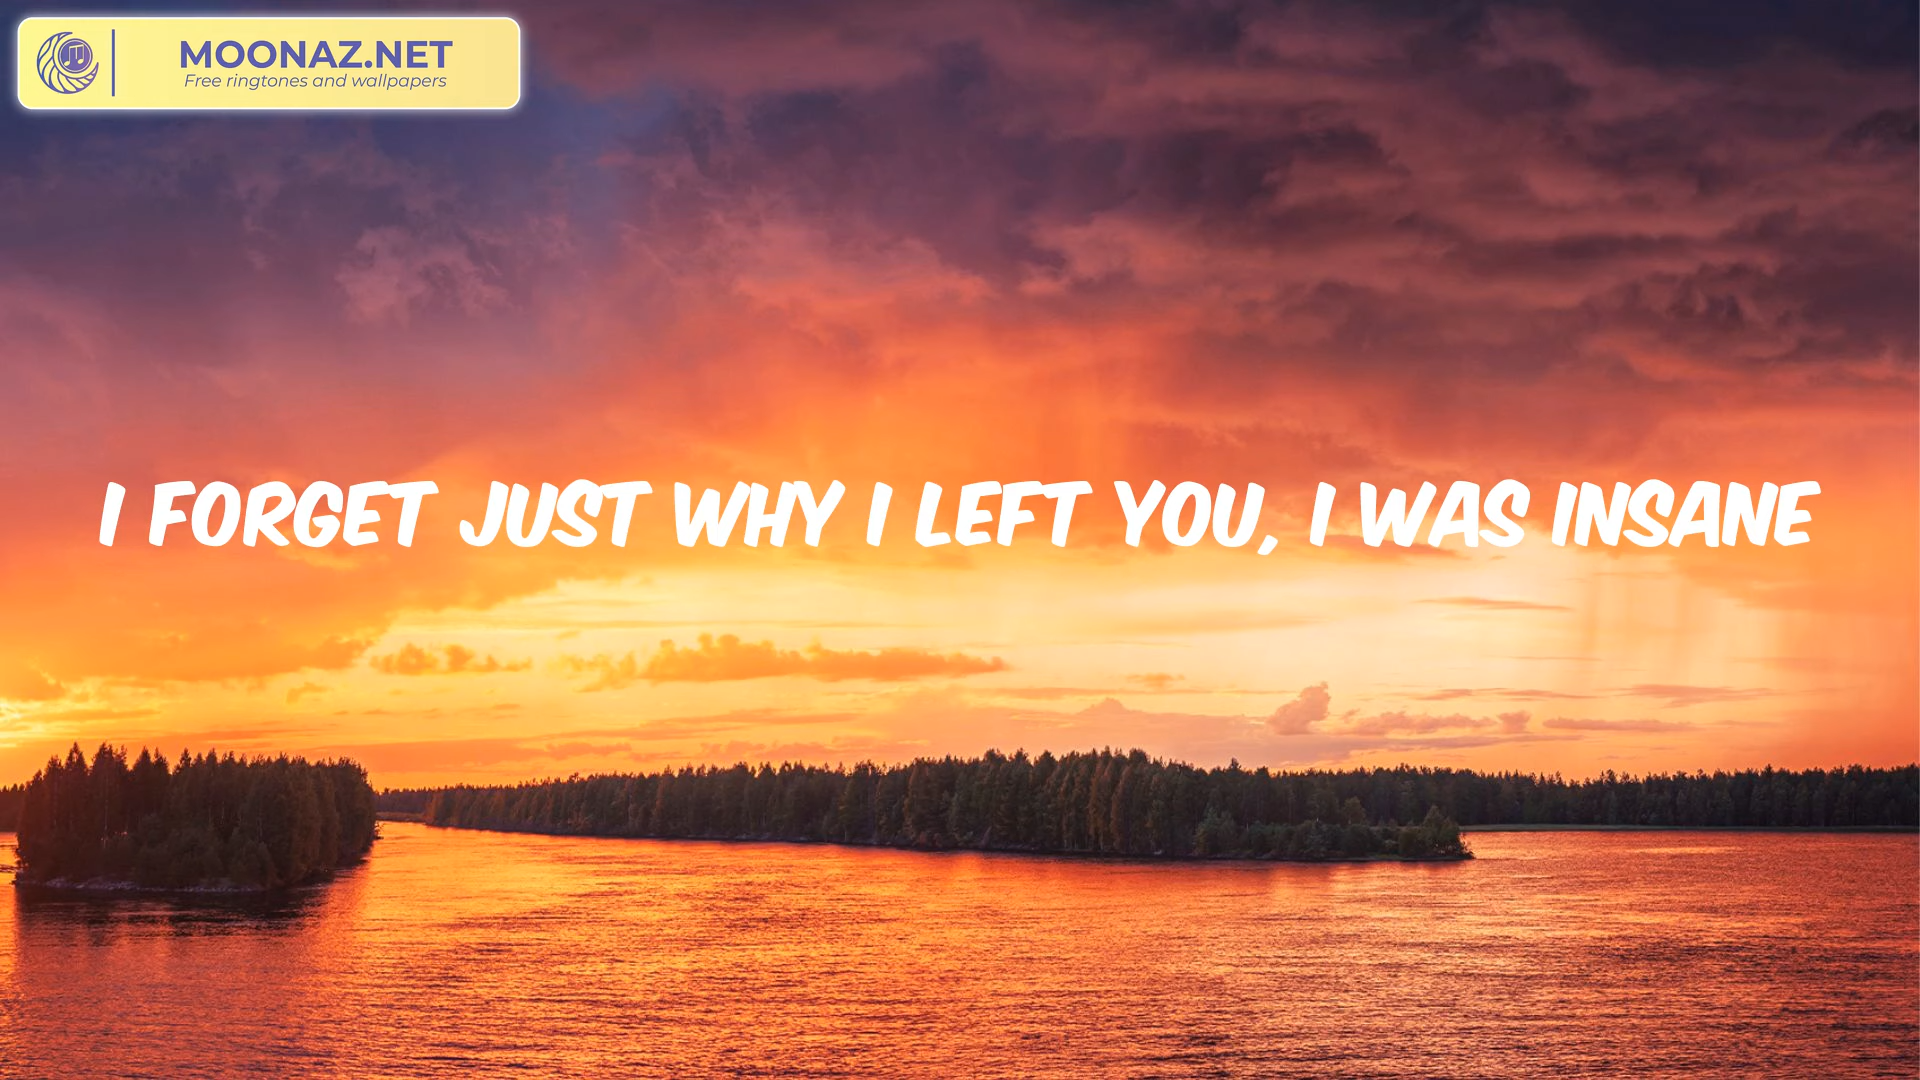 MOONAZ.NET
Free ringtones and wallpapers
I FORGET JUST WHY I LEFT YOU, I WAS INSANE